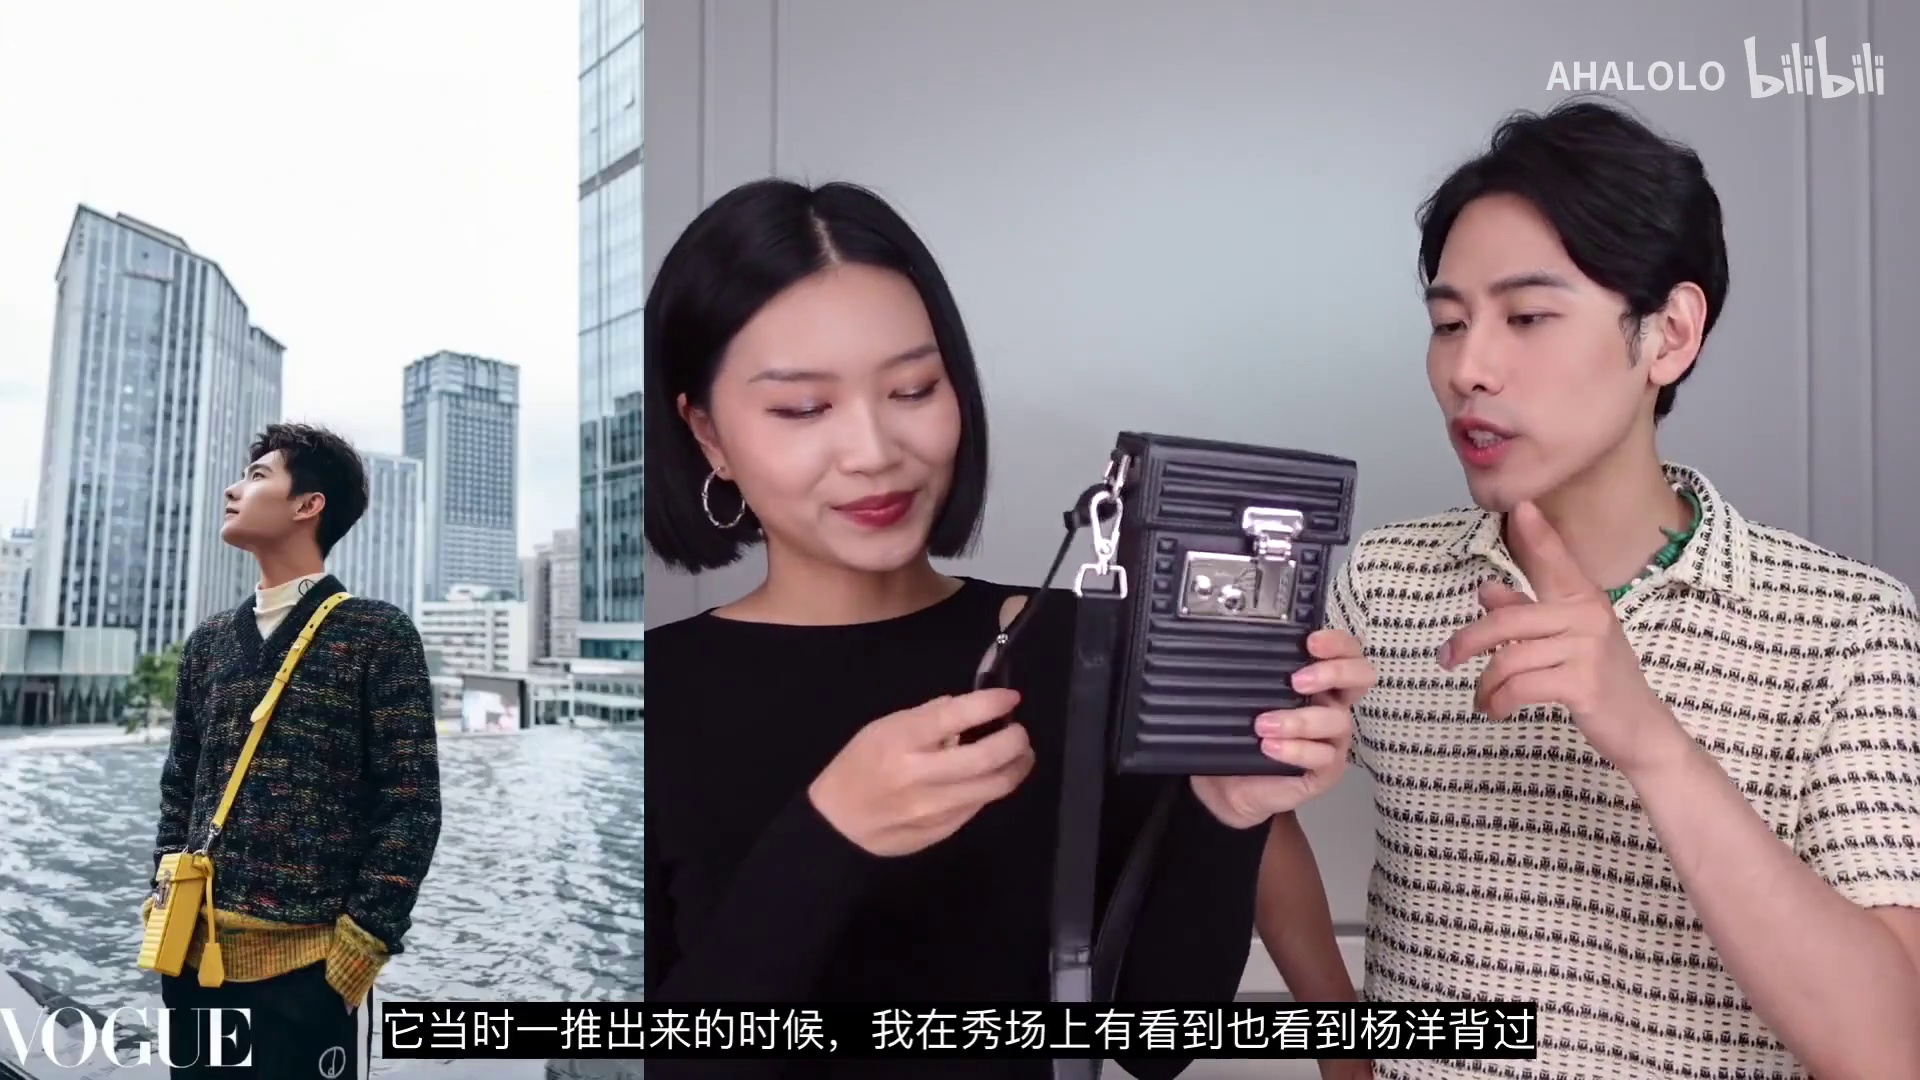 AHALOLO bilibili
VOGUE
它当时一推出来的时候，我在秀场上有看到也看到杨洋背过